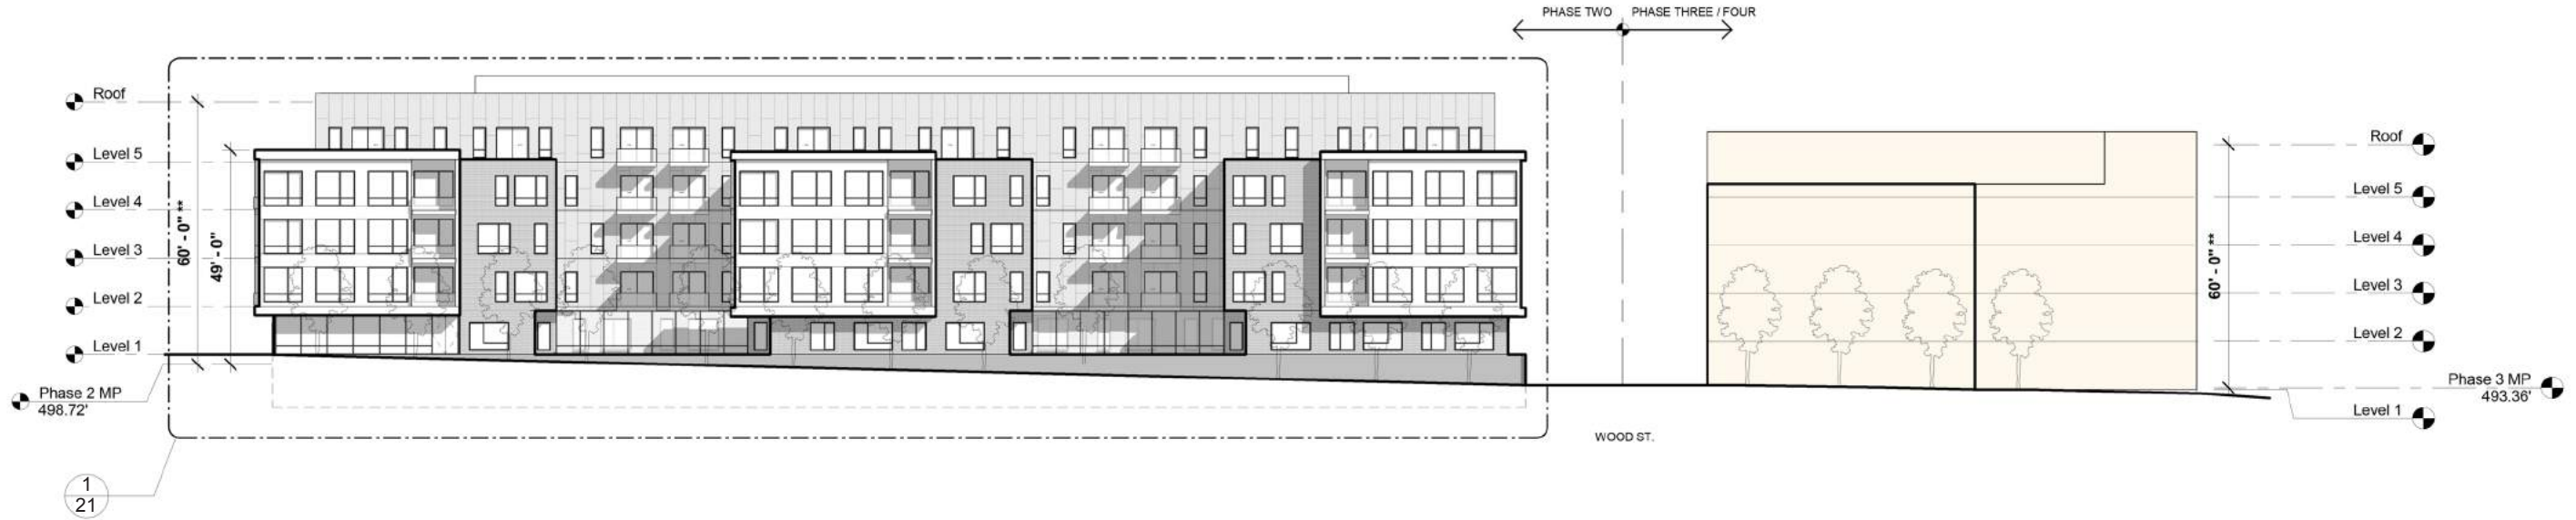 PHASE TWO PHASE THREE / FOUR
Roof
Level 5
Level 4
Level 3
Level 2
Level 1
Phase 2 MP
498.72'
60' - 0" **
49' - 0"
1
21
WOOD ST.
60' - 0" **
Roof
Level 5
Level 4
Level 3
Level 2
Phase 3 MP
493.36'
Level 1